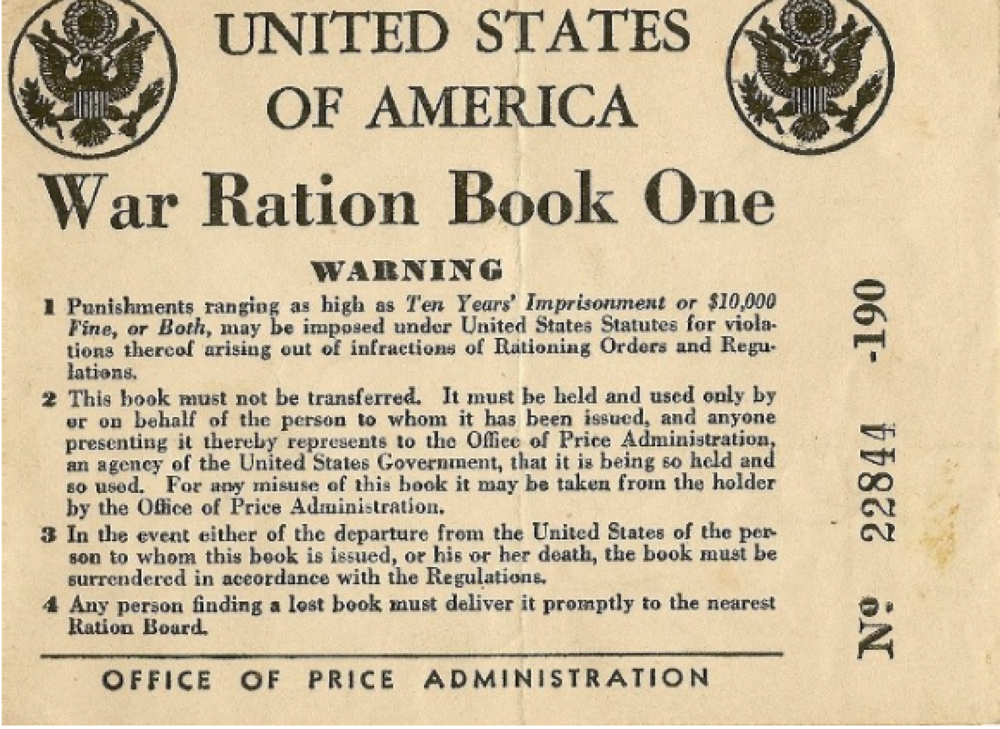 UNITED STATES
OF AMERICA
War Ration Book One
WARNING
1 Punishments ranging as high as Ten Years' Imprisonment or $10,000
Fine, or Both, may be imposed under United States Statutes for viola-
tions thereof arising out of infractions of Rationing Orders and Regu-
lations.
2 This book must not be transferred. It must be held and used only by
or on behalf of the person to whom it has been issued, and anyone
presenting it thereby represents to the Office of Price Administration,
an agency of the United States Government, that it is being so held and
so used. For any misuse of this book it may be taken from the holder
by the Office of Price Administration.
3 In the event either of the departure from the United States of the per-
son to whom this book is issued, or his or her death, the book must be
surrendered in accordance with the Regulations.
4 Any person finding a lost book must deliver it promptly to the nearest
Ration Board.
OFFICE OF PRICE ADMINISTRATION
No. 22844 -190